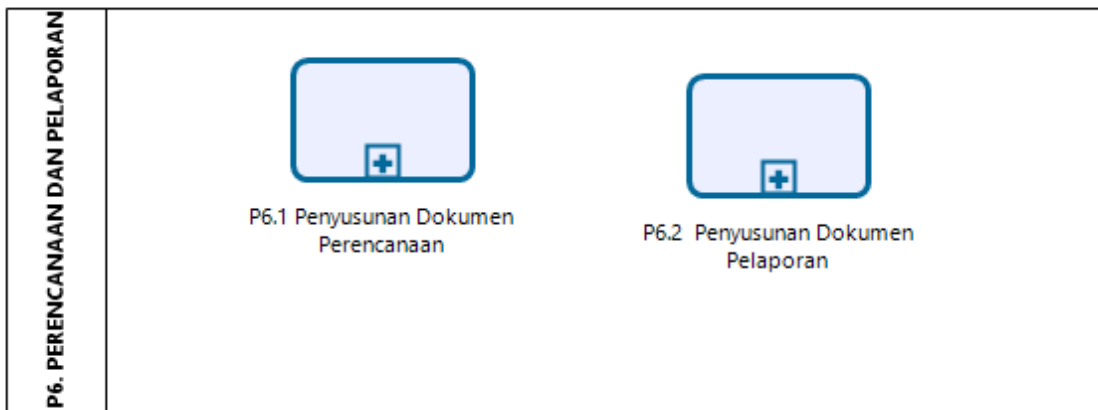 P6. PERENCANAAN DAN PELAPORAN
P6.1 Penyusunan Dokumen
Perencanaan
P6.2 Penyusunan Dokumen
Pelaporan